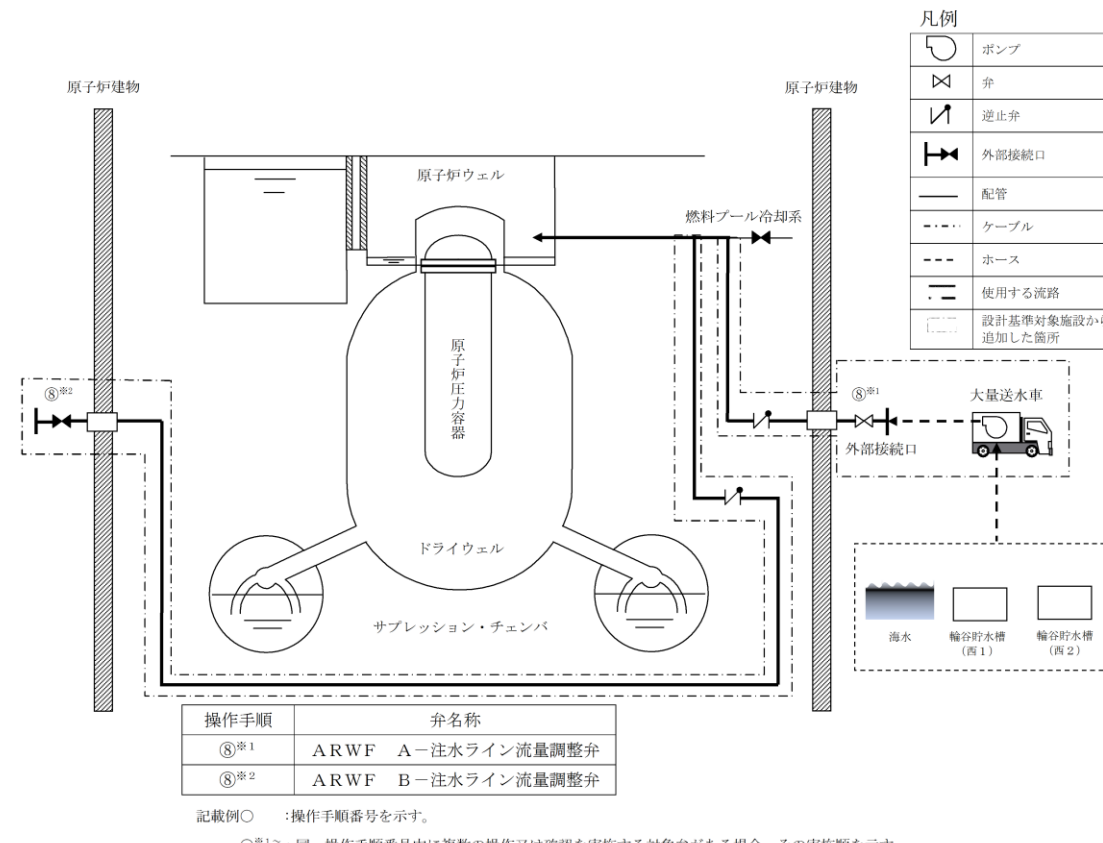 凡例
ポンプ
弁
逆止弁
外部接続口
配管
ケーブル
ホース
使用する流路
設計基準対象施設から
追加した箇所
原子炉建物
原子炉建物
原子炉ウェル
燃料プール冷却系
原子炉圧力容器
⑧※2
⑧※1
大量送水車
外部接続口
ドライウェル
サプレッション・チェンバ
海水
輪谷貯水槽
(西1)
輪谷貯水槽
(西2)
操作手順 弁名称
⑧※1 ARWF A-注水ライン流量調整弁
⑧※2 ARWF B-注水ライン流量調整弁
記載例○ :操作手順番号を示す。